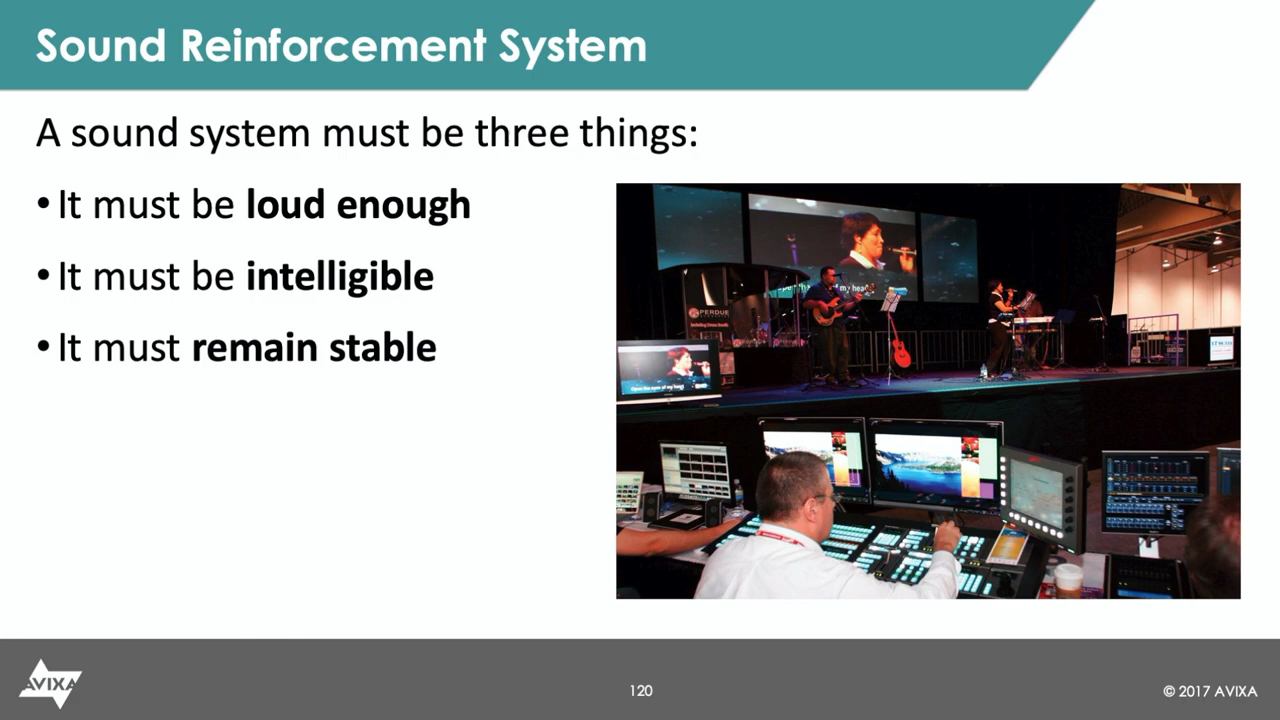 Sound Reinforcement System
A sound system must be three things:
• It must be loud enough
• It must be intelligible
• It must remain stable
PERDUE
AVIXA
120
© 2017 AVIXA